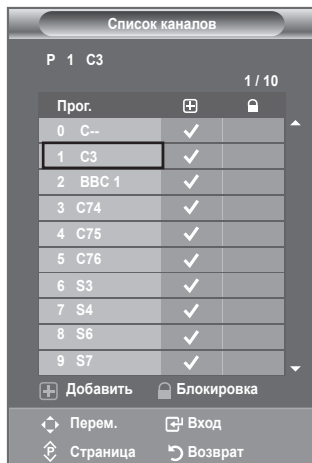 Список каналов
P 1 C3
1 / 10
Прог.
0 C--
1 C3
2 BBC 1
3 C74
4 C75
5 C76
6 S3
7 S4
8 S6
9 S7
Добавить Блокировка
Перем. Вход
Страница Возврат